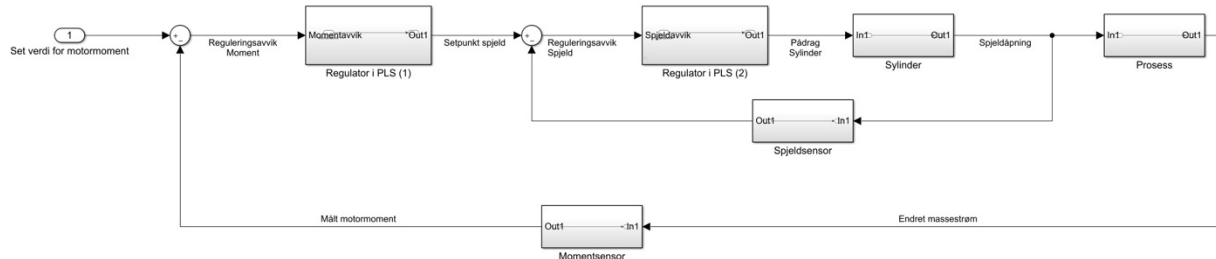 1
Set verdi for motormoment
+
-
Reguleringsavvik
Moment
Momentavvik
Out1
Regulator i PLS (1)
Setpunkt spjeld
+
-
Reguleringsavvik
Spjeld
Spjeldavvik
Out1
Regulator i PLS (2)
Pådrag
Sylinder
In1
Out1
Sylinder
Spjeldåpning
In1
Out1
Prosess
Out1
In1
Spjeldsensor
Målt motormoment
Out1
In1
Momentsensor
Endret massestrøm